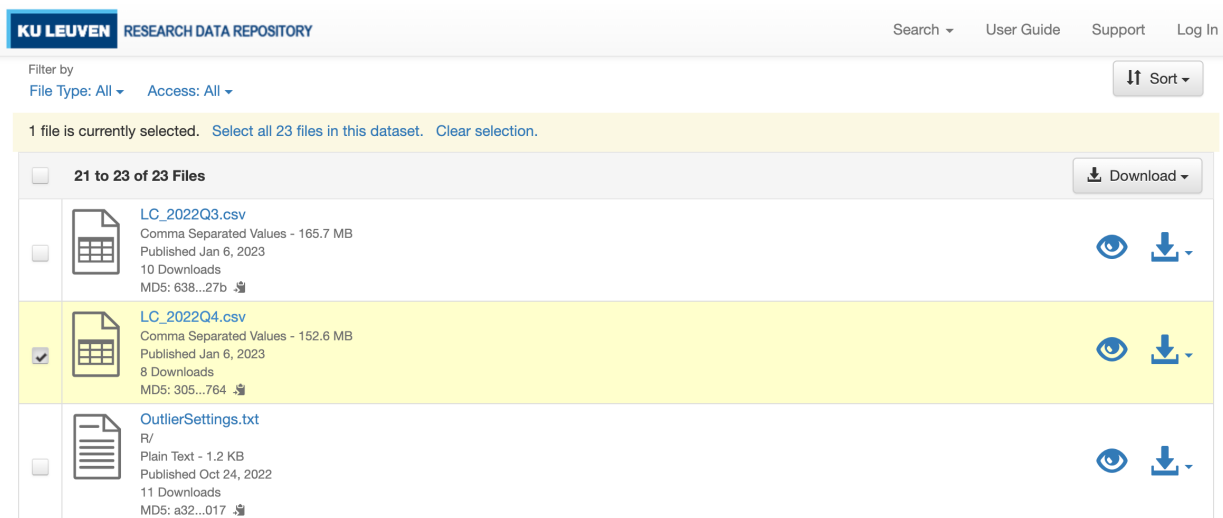 KU LEUVEN RESEARCH DATA REPOSITORY Search User Guide Support Log In
Filter by
File Type: All Access: All Sort
1 file is currently selected. Select all 23 files in this dataset. Clear selection.
21 to 23 of 23 Files Download
LC_2022Q3.csv
Comma Separated Values - 165.7 MB
Published Jan 6, 2023
10 Downloads
MD5: 638...27b
LC_2022Q4.csv
Comma Separated Values - 152.6 MB
Published Jan 6, 2023
8 Downloads
MD5: 305...764
OutlierSettings.txt
R/
Plain Text - 1.2 KB
Published Oct 24, 2022
11 Downloads
MD5: a32...017